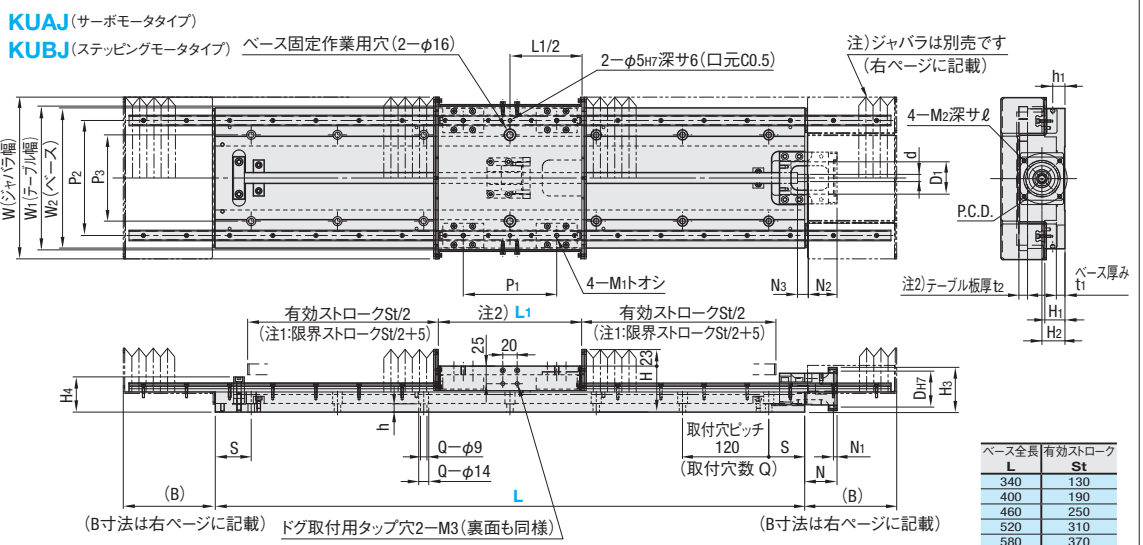 KUAJ(サーボモータタイプ)
KUBJ(ステッピングモータタイプ)
ベース固定作業用穴(2−φ16)
L1/2
2−φ5H7深サ6(口元C0.5)
注)ジャバラは別売です
(右ページに記載)
h1
4−M2深サℓ
W(ジャバラ幅)
W1(テーブル幅)
W2(ベース)
P2
P3
d
D1
P.C.D.
P1
4−M1トオシ
N3
N2
注2)テーブル板厚t2
ベース厚み
t1
H1
H2
有効ストロークSt/2
(注1:限界ストロークSt/2+5)
注2) L1
有効ストロークSt/2
(注1:限界ストロークSt/2+5)
25
20
23
H
H4
h
DH7
H3
S
Q−φ9
Q−φ14
取付穴ピッチ
120
(取付穴数 Q)
S
N1
N
(B)
L
(B)
(B寸法は右ページに記載)
ドグ取付用タップ穴2−M3(裏面も同様)
(B寸法は右ページに記載)
ベース全長 有効ストローク
L St
340 130
400 190
460 250
520 310
580 370